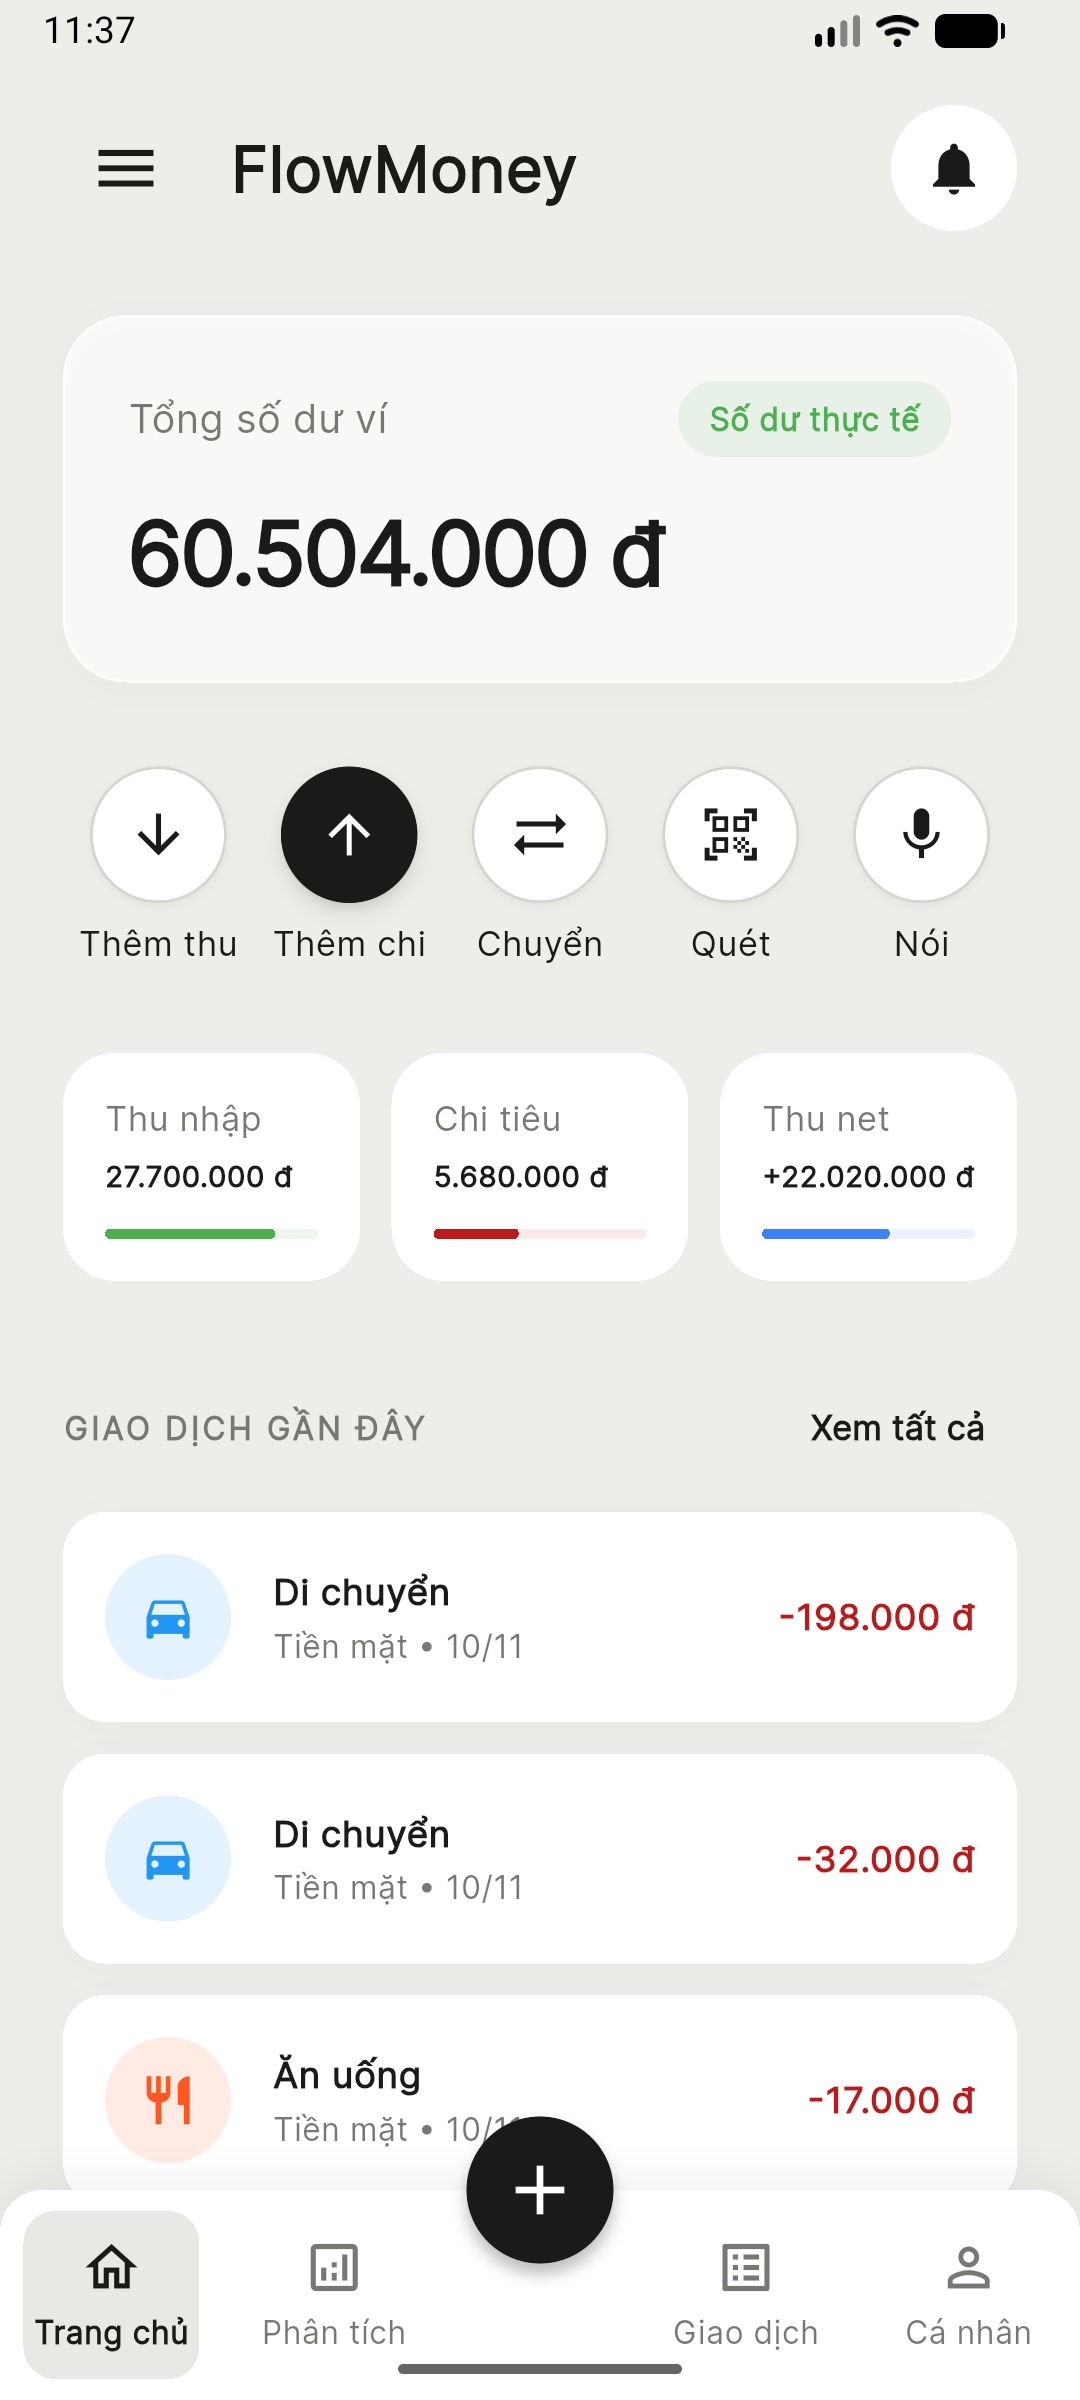 11:37
FlowMoney
Tổng số dư ví
Số dư thực tế
60.504.000 đ
Thêm thu
Thêm chi
Chuyển
Quét
Nói
Thu nhập
27.700.000 đ
Chi tiêu
5.680.000 đ
Thu net
+22.020.000 đ
GIAO DỊCH GẦN ĐÂY
Xem tất cả
Di chuyển
Tiền mặt • 10/11
-198.000 đ
Di chuyển
Tiền mặt • 10/11
-32.000 đ
Ăn uống
Tiền mặt • 10/11
-17.000 đ
Trang chủ
Phân tích
Giao dịch
Cá nhân